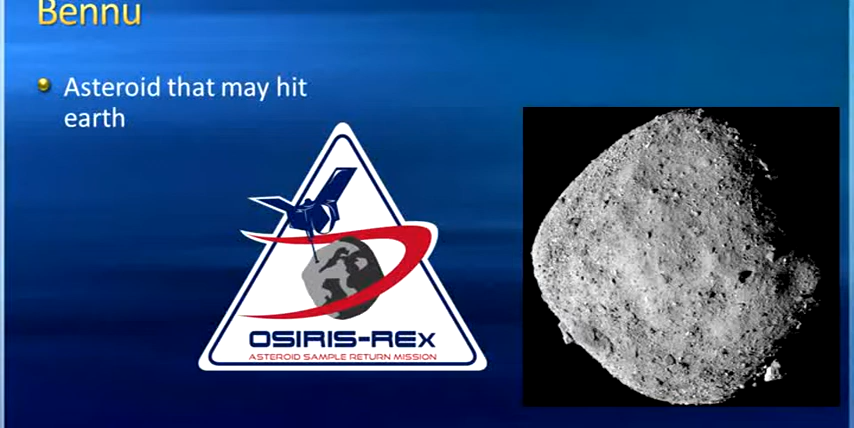 Bennu
Asteroid that may hit
earth
OSIRIS-REx
ASTEROID SAMPLE RETURN MISSION